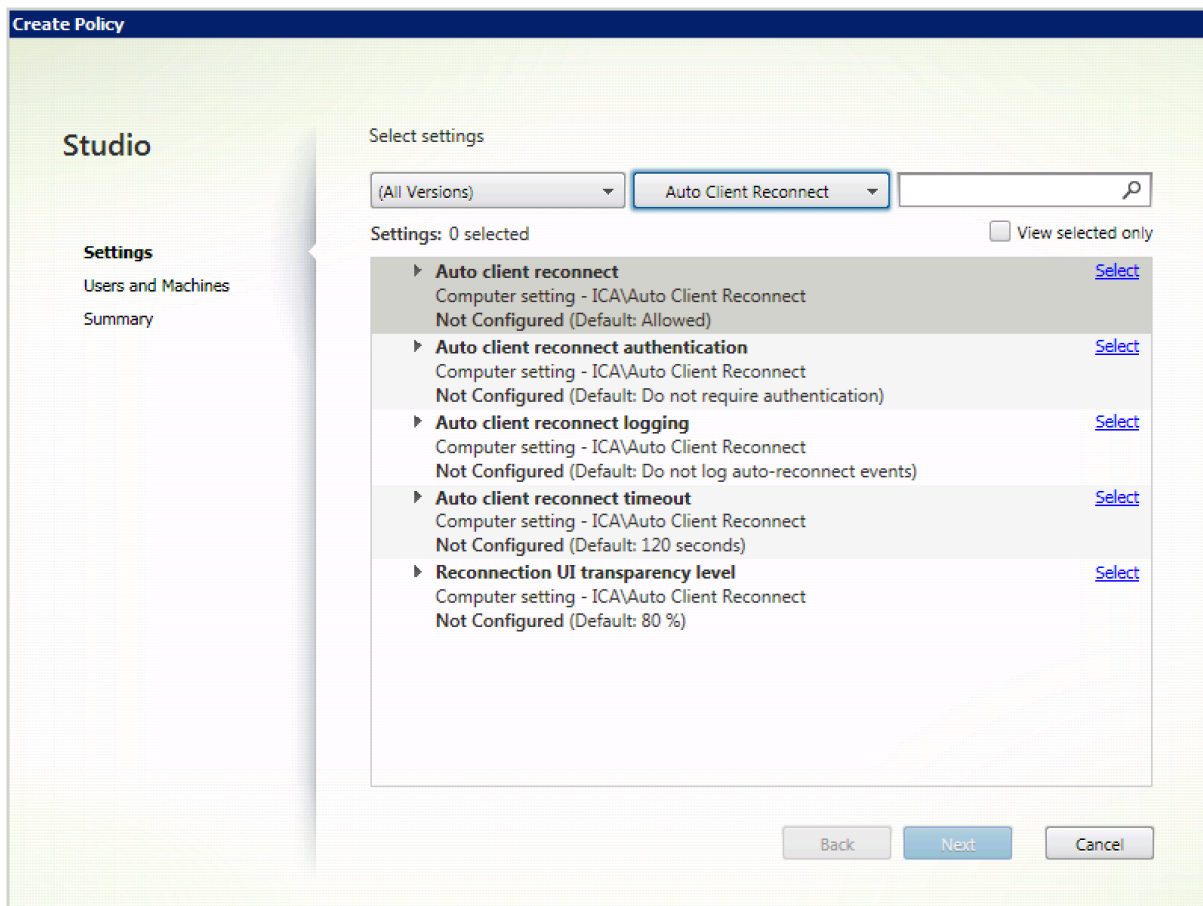 Create Policy
Studio
Settings
Users and Machines
Summary
Select settings
(All Versions)
Auto Client Reconnect
Settings: 0 selected
View selected only
Auto client reconnect
Select
Computer setting - ICA\Auto Client Reconnect
Not Configured (Default: Allowed)
Auto client reconnect authentication
Select
Computer setting - ICA\Auto Client Reconnect
Not Configured (Default: Do not require authentication)
Auto client reconnect logging
Select
Computer setting - ICA\Auto Client Reconnect
Not Configured (Default: Do not log auto-reconnect events)
Auto client reconnect timeout
Select
Computer setting - ICA\Auto Client Reconnect
Not Configured (Default: 120 seconds)
Reconnection UI transparency level
Select
Computer setting - ICA\Auto Client Reconnect
Not Configured (Default: 80 %)
Back
Next
Cancel